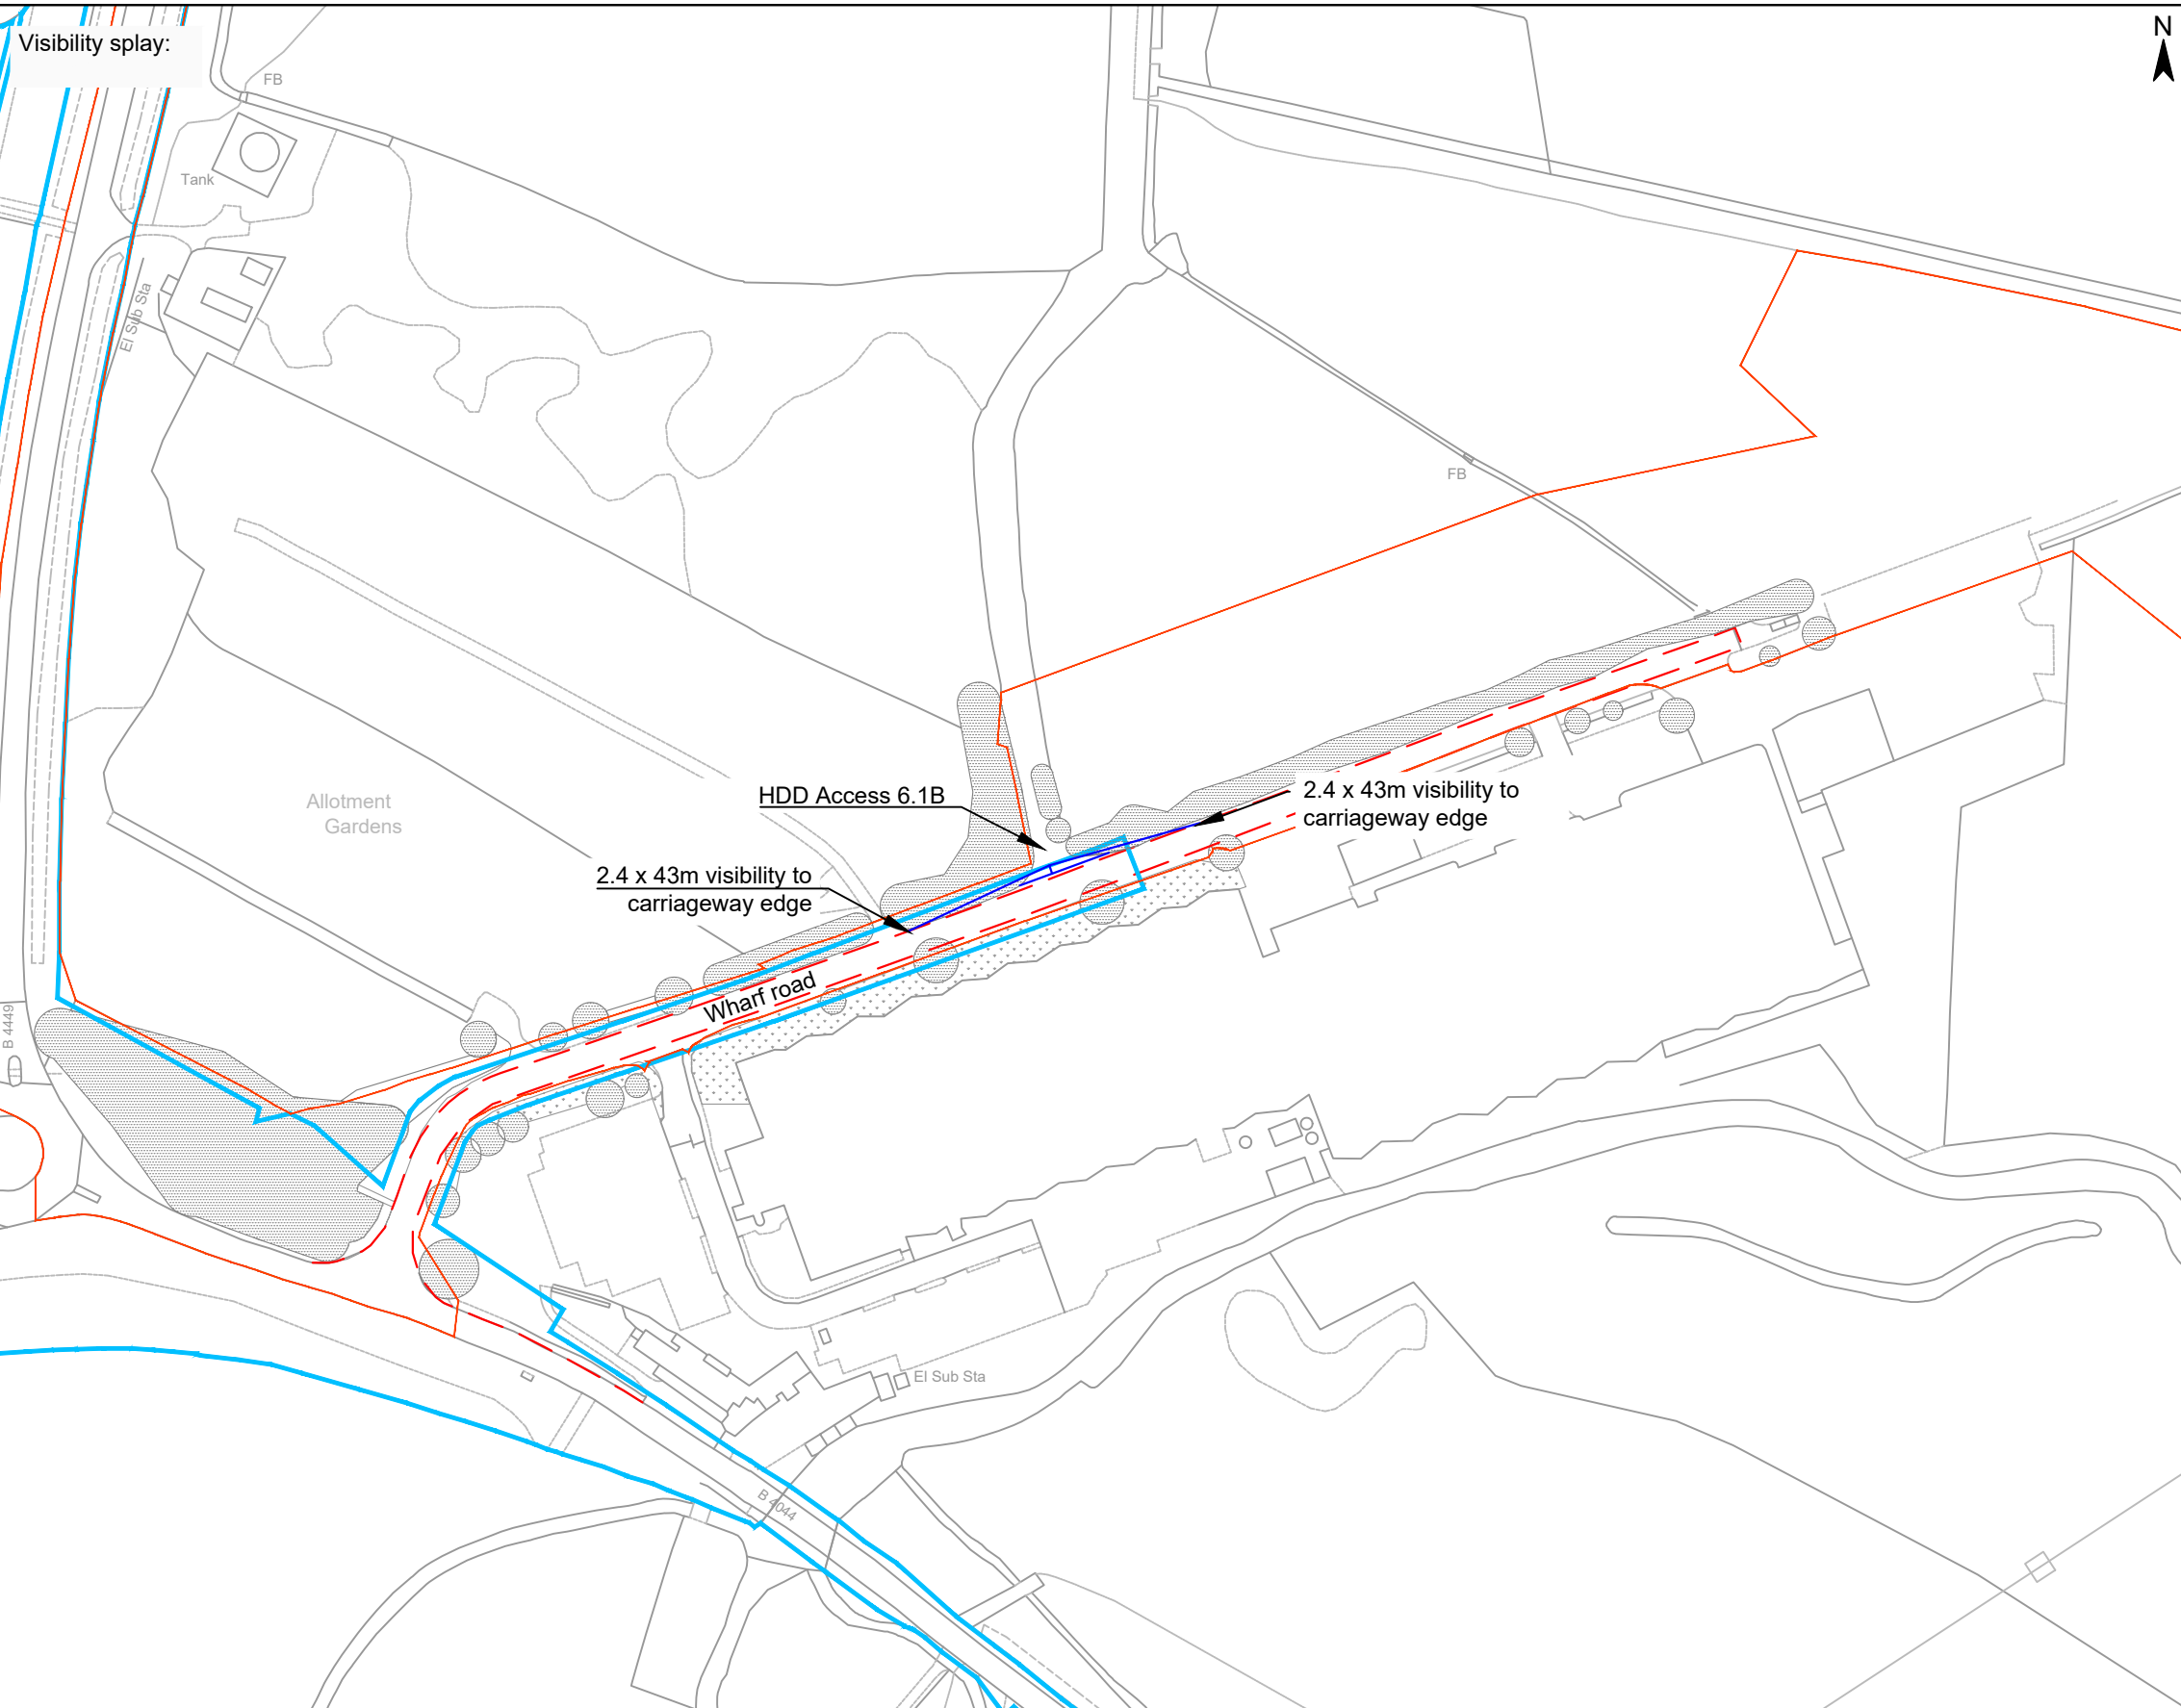 Visibility splay:
N
FB
Tank
El Sub Sta
FB
Allotment
Gardens
HDD Access 6.1B
2.4 x 43m visibility to
carriageway edge
2.4 x 43m visibility to
carriageway edge
Wharf road
B 4449
El Sub Sta
B 4044